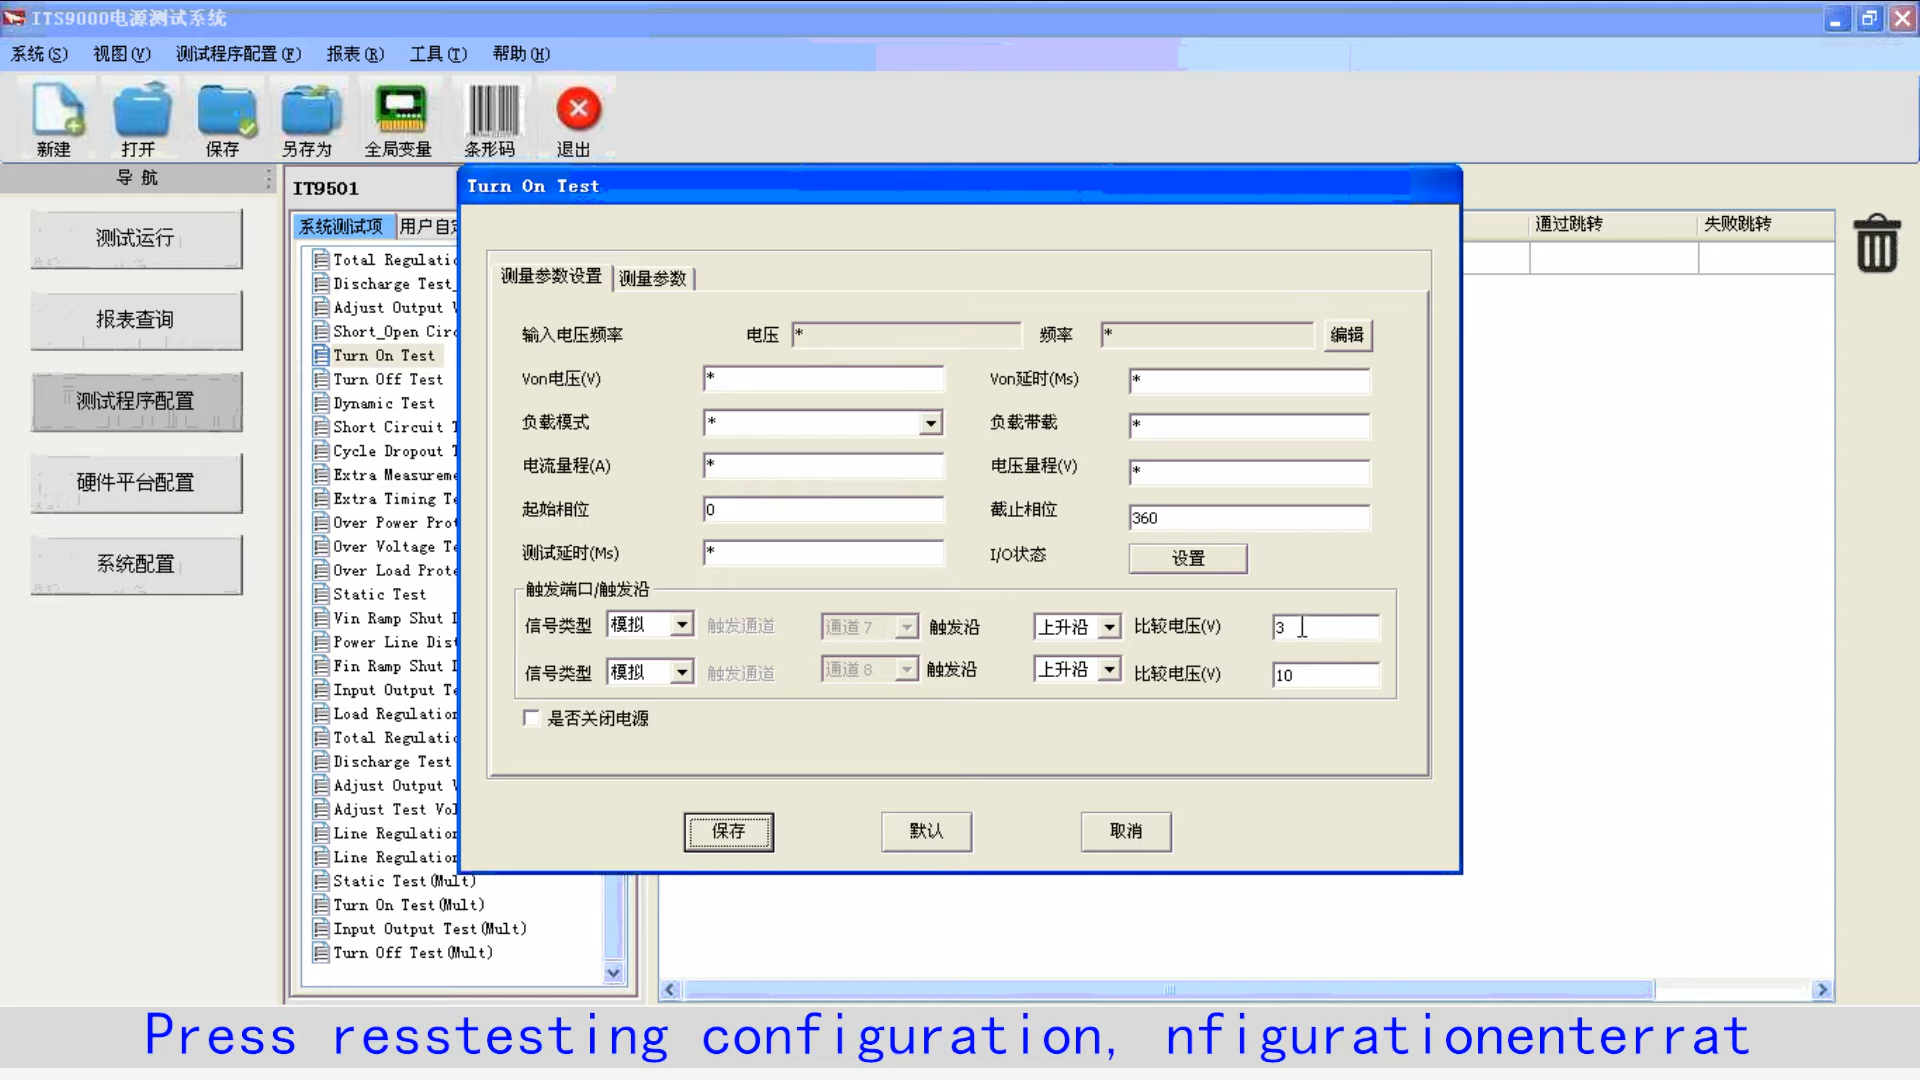 ITS9000电源测试系统
系统(S) 视图(V) 测试程序配置(F) 报表(R) 工具(T) 帮助(H)
新建 打开 保存 另存为 全局变量 条形码 退出
导 航
测试运行
报表查询
测试程序配置
硬件平台配置
系统配置
IT9501
系统测试项 用户自定
Total Regulatio
Discharge Test_
Adjust Output V
Short_Open Circ
Turn On Test
Turn Off Test
Dynamic Test
Short Circuit T
Cycle Dropout T
Extra Measureme
Extra Timing Te
Over Power Prot
Over Voltage Te
Over Load Prote
Static Test
Vin Ramp Shut D
Power Line Dist
Fin Ramp Shut D
Input Output Te
Load Regulation
Total Regulatio
Discharge Test
Adjust Output V
Adjust Test Vol
Line Regulation
Line Regulation
Static Test(Mult)
Turn On Test(Mult)
Input Output Test(Mult)
Turn Off Test(Mult)
通过跳转 失败跳转
Turn On Test
测量参数设置 测量参数
输入电压频率 电压 * 频率 * 编辑
Von电压(V) * Von延时(Ms) *
负载模式 * 负载带载 *
电流量程(A) * 电压量程(V) *
起始相位 0 截止相位 360
测试延时(Ms) * I/O状态 设置
触发端口/触发沿
信号类型 模拟 触发通道 通道 7 触发沿 上升沿 比较电压(V) 3
信号类型 模拟 触发通道 通道 8 触发沿 上升沿 比较电压(V) 10
是否关闭电源
保存 默认 取消
Press resstesting configuration, nfigurationenterrat